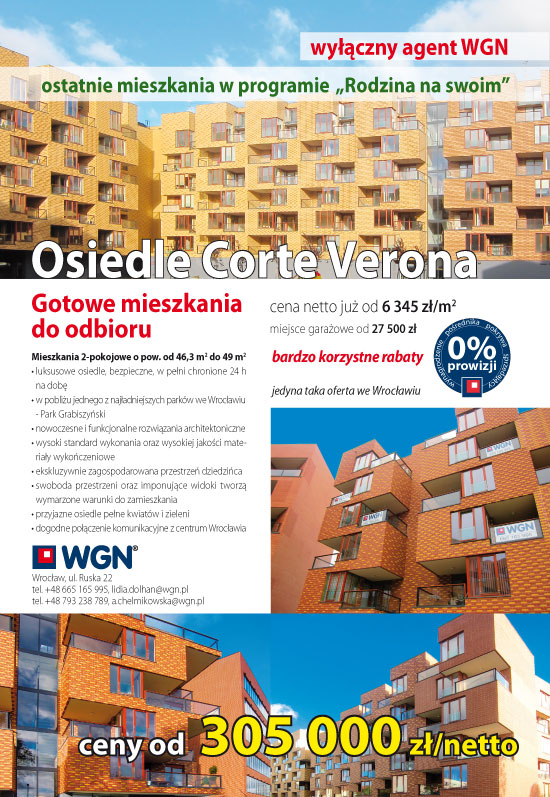 wyłączny agent WGN
ostatnie mieszkania w programie „Rodzina na swoim”
Osiedle Corte Verona
Gotowe mieszkania
do odbioru
Mieszkania 2-pokojowe o pow. od 46,3 m² do 49 m²
• luksusowe osiedle, bezpieczne, w pełni chronione 24 h
na dobę
• w pobliżu jednego z najładniejszych parków we Wrocławiu
- Park Grabiszyński
• nowoczesne i funkcjonalne rozwiązania architektoniczne
• wysoki standard wykonania oraz wysokiej jakości mate-
riały wykończeniowe
• ekskluzywnie zagospodarowana przestrzeń dziedzińca
• swoboda przestrzeni oraz imponujące widoki tworzą
wymarzone warunki do zamieszkania
• przyjazne osiedle pełne kwiatów i zieleni
• dogodne połączenie komunikacyjne z centrum Wrocławia
WGN®
Wrocław, ul. Ruska 22
tel. +48 665 165 995, lidia.dolhan@wgn.pl
tel. +48 793 238 789, a.chelmikowska@wgn.pl
cena netto już od 6 345 zł/m²
miejsce garażowe od 27 500 zł
bardzo korzystne rabaty
jedyna taka oferta we Wrocławiu
wynagrodzenie pośrednika pokrywa sprzedający
0%
prowizji
WGN
WGN
WGN
ceny od 305 000 zł/netto